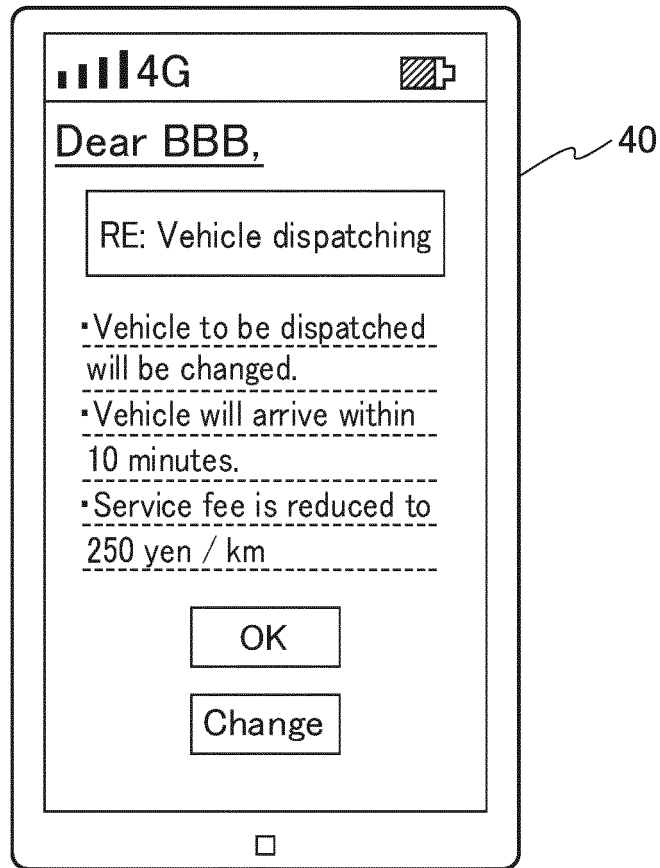 4G
Dear BBB,
40
RE: Vehicle dispatching
▪Vehicle to be dispatched
will be changed.
▪Vehicle will arrive within
10 minutes.
▪Service fee is reduced to
250 yen / km
OK
Change